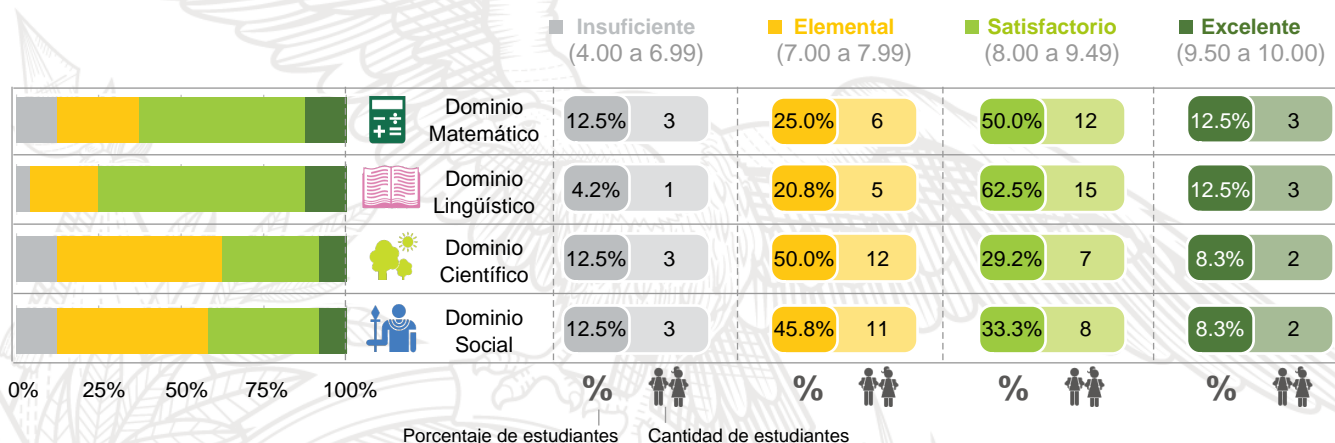 Insuficiente
(4.00 a 6.99)
Elemental
(7.00 a 7.99)
Satisfactorio
(8.00 a 9.49)
Excelente
(9.50 a 10.00)
Dominio
Matemático
12.5% 3 25.0% 6 50.0% 12 12.5% 3
Dominio
Lingüístico
4.2% 1 20.8% 5 62.5% 15 12.5% 3
Dominio
Científico
12.5% 3 50.0% 12 29.2% 7 8.3% 2
Dominio
Social
12.5% 3 45.8% 11 33.3% 8 8.3% 2
0% 25% 50% 75% 100%
% % % %
Porcentaje de estudiantes Cantidad de estudiantes